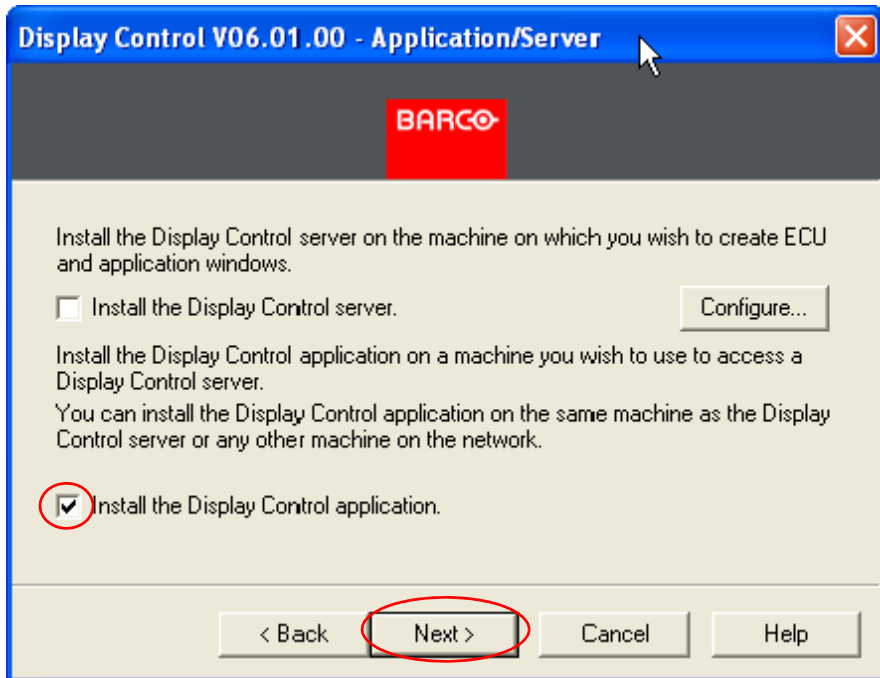 Display Control V06.01.00 - Application/Server
BARCO
Install the Display Control server on the machine on which you wish to create ECU
and application windows.
Install the Display Control server.
Configure...
Install the Display Control application on a machine you wish to use to access a
Display Control server.
You can install the Display Control application on the same machine as the Display
Control server or any other machine on the network.
Install the Display Control application.
< Back
Next >
Cancel
Help